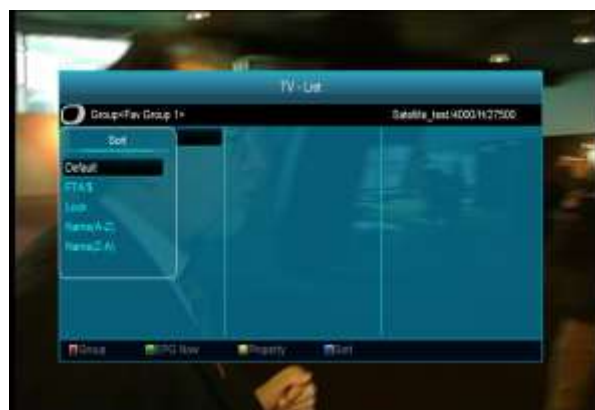 TV - List
Group<Fav Group 1>
Satellite_test/4000/H/27500
Sort
Default
FTA/$
Lock
Name(A-Z)
Name(Z-A)
Group EPG Now Property Sort